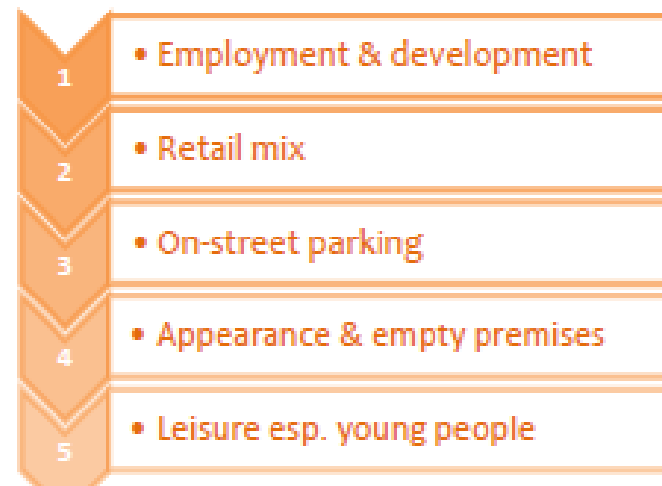 1
• Employment & development
2
• Retail mix
3
• On-street parking
4
• Appearance & empty premises
5
• Leisure esp. young people